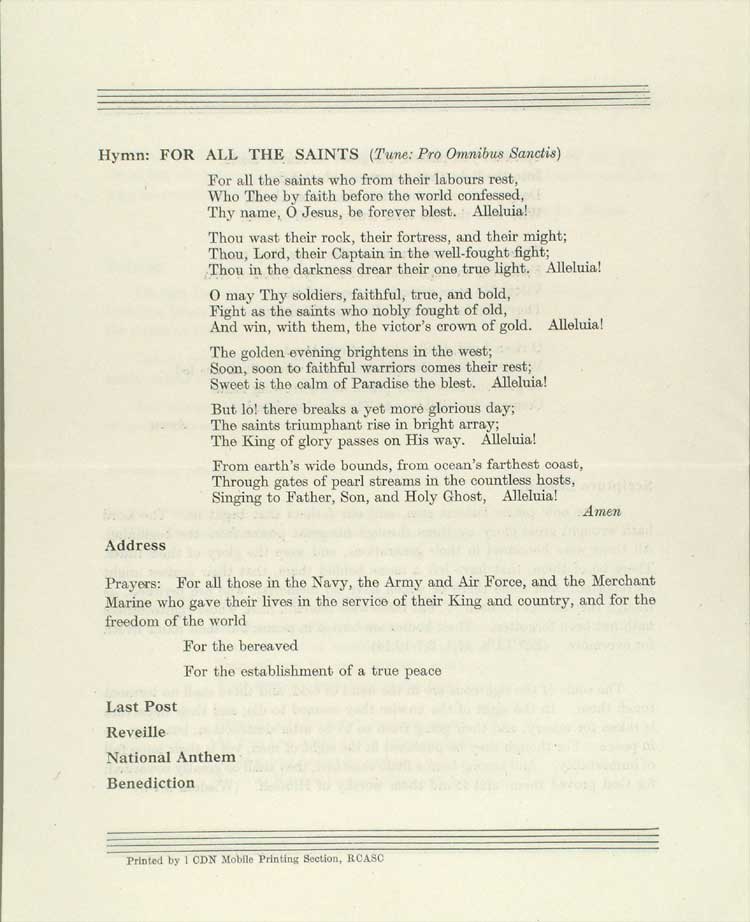 Hymn: FOR ALL THE SAINTS (Tune: Pro Omnibus Sanctis)
For all the saints who from their labours rest,
Who Thee by faith before the world confessed,
Thy name, O Jesus, be forever blest. Alleluia!
Thou wast their rock, their fortress, and their might;
Thou, Lord, their Captain in the well-fought fight;
Thou in the darkness drear their one true light. Alleluia!
O may Thy soldiers, faithful, true, and bold,
Fight as the saints who nobly fought of old,
And win, with them, the victor's crown of gold. Alleluia!
The golden evening brightens in the west;
Soon, soon to faithful warriors comes their rest;
Sweet is the calm of Paradise the blest. Alleluia!
But lo! there breaks a yet more glorious day;
The saints triumphant rise in bright array;
The King of glory passes on His way. Alleluia!
From earth's wide bounds, from ocean's farthest coast,
Through gates of pearl streams in the countless hosts,
Singing to Father, Son, and Holy Ghost, Alleluia!
Amen
Address
Prayers: For all those in the Navy, the Army and Air Force, and the Merchant
Marine who gave their lives in the service of their King and country, and for the
freedom of the world
For the bereaved
For the establishment of a true peace
Last Post
Reveille
National Anthem
Benediction
Printed by 1 CDN Mobile Printing Section, RCASC